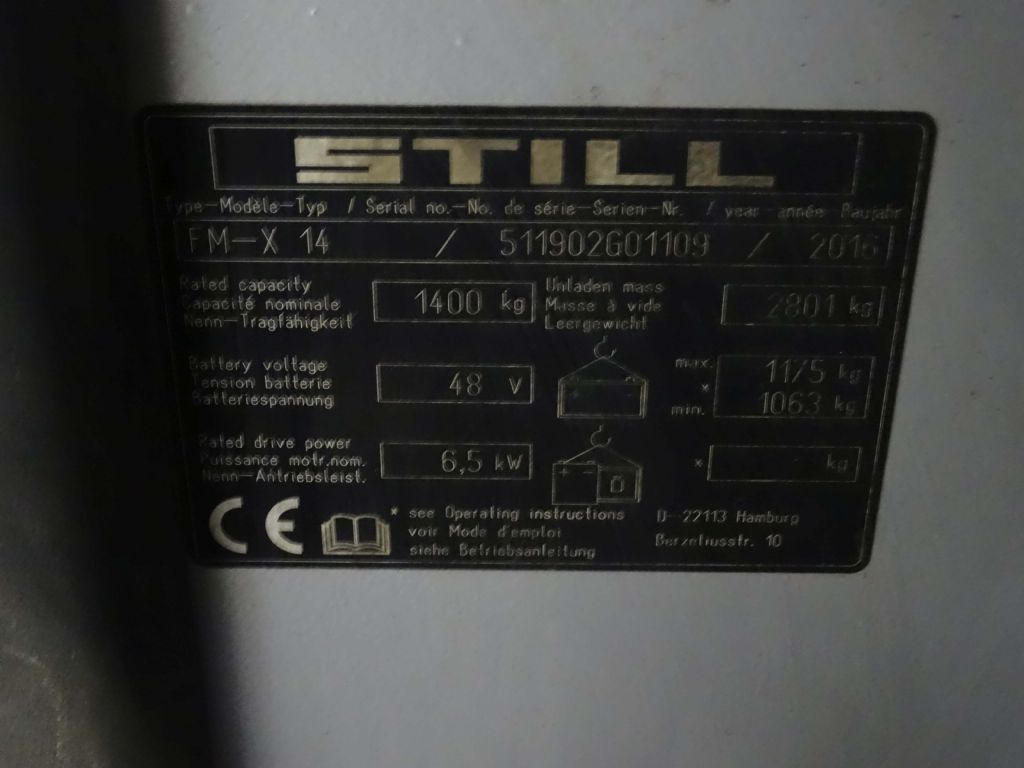 STILL
Type-Modèle-Typ / Serial no.-No. de série-Serien-Nr. / year-année-Baujahr
FM-X 14 / 511902G01109 / 2016
Rated capacity
Capacité nominale
Nenn-Tragfähigkeit
1400 kg
Unladen mass
Masse à vide
Leergewicht
2801 kg
Battery voltage
Tension batterie
Batteriespannung
48 V
max.
*
min.
1175 kg
1063 kg
Rated drive power
Puissance motr.nom.
Nenn-Antriebsleist.
6,5 kW
* kg
CE
* see Operating instructions
voir Mode d'emploi
siehe Betriebsanleitung
D-22113 Hamburg
Berzeliusstr. 10